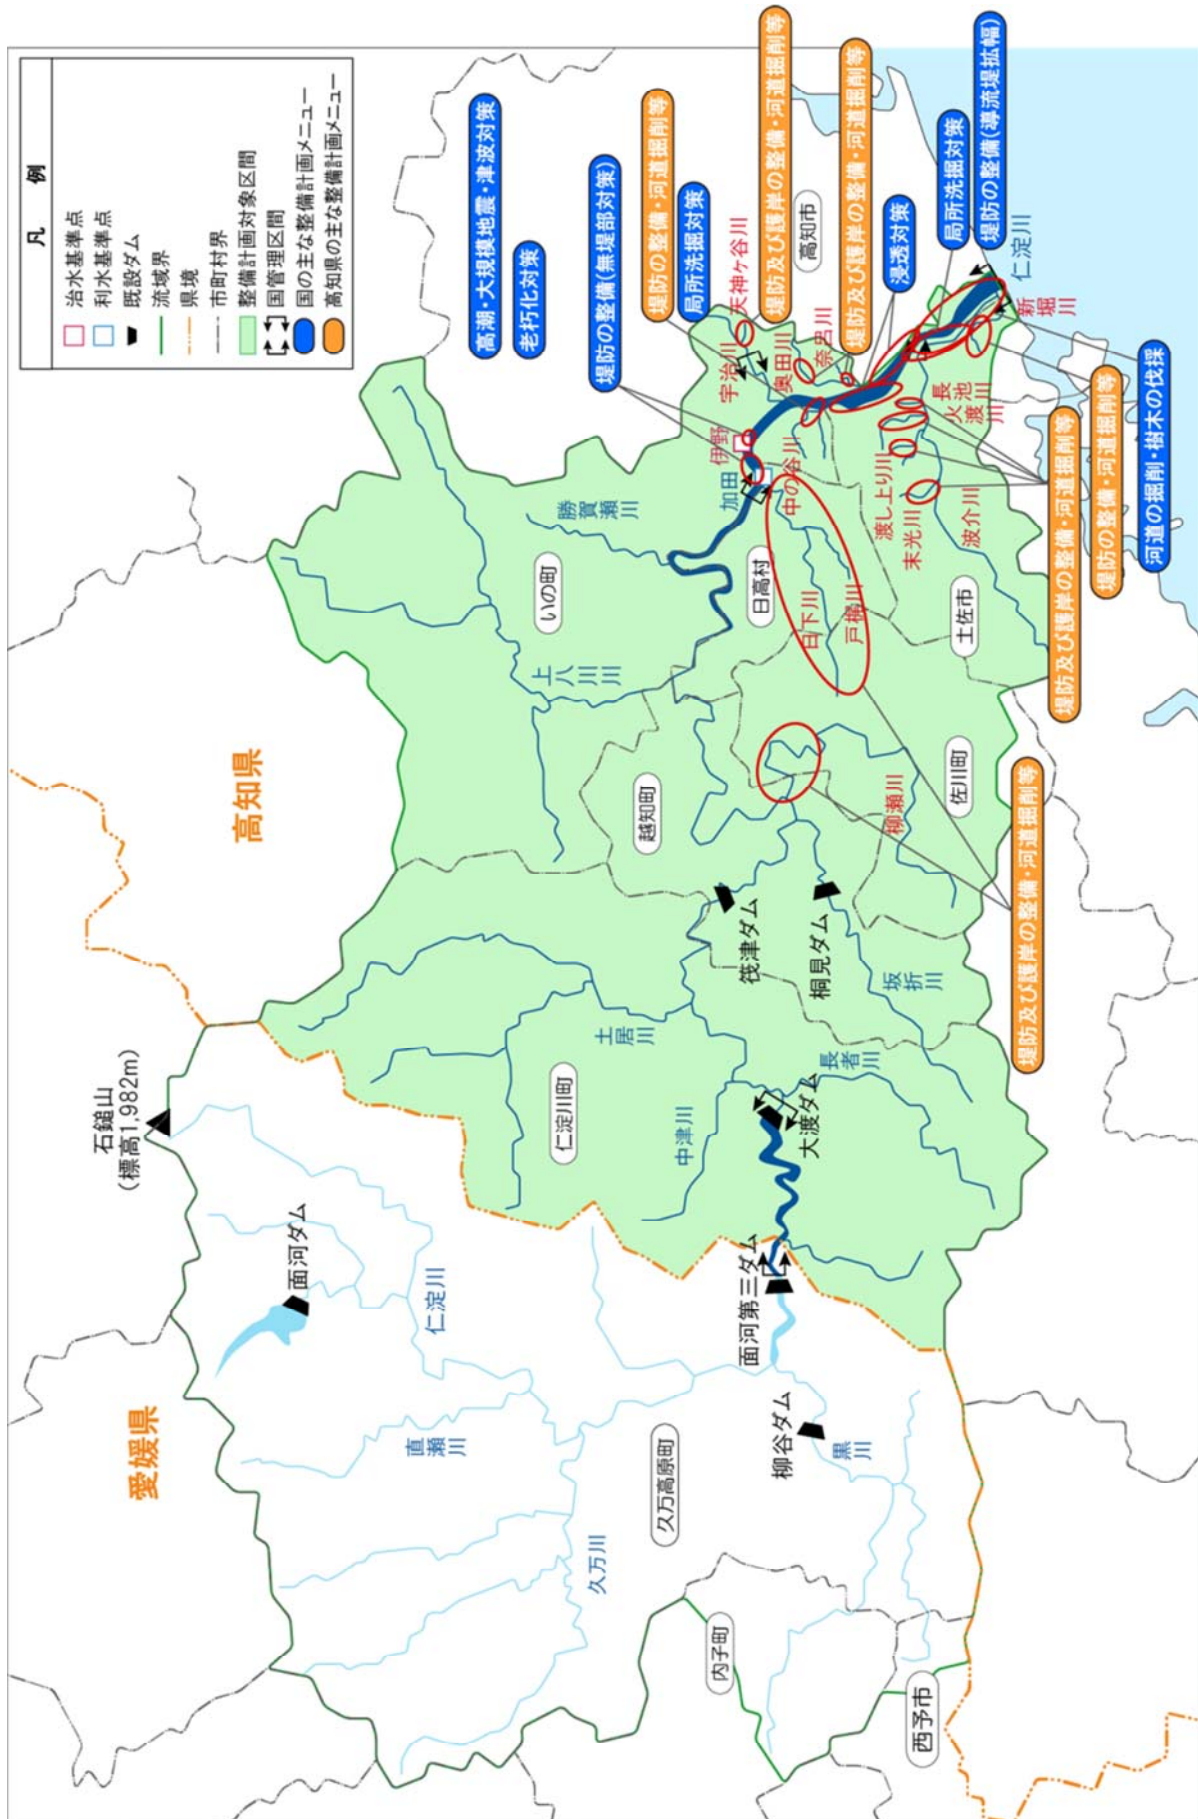 凡 例
治水基準点
利水基準点
既設ダム
流域界
県境
市町村界
整備計画対象区間
国管理区間
国の主な整備計画メニュー
高知県の主な整備計画メニュー
愛媛県
高知県
石鎚山
(標高1,982m)
面河ダム
仁淀川
直瀬川
久万川
久万高原町
内子町
西予市
黒川
柳谷ダム
面河第三ダム
大渡ダム
中津川
仁淀川町
土居川
長者川
坂折川
桐見ダム
筏津ダム
越知町
柳瀬川
佐川町
上八川川
いの町
勝賀瀬川
日高村
日下川
戸梶川
土佐市
加田
伊野
中の谷川
宇治川
天神ヶ谷川
奥田川
奈呂川
高知市
渡し上り川
末光川
波介川
長池川
火渡川
新堀川
仁淀川
高潮・大規模地震・津波対策
老朽化対策
堤防の整備(無堤部対策)
堤防の整備・河道掘削等
局所洗掘対策
堤防及び護岸の整備・河道掘削等
堤防及び護岸の整備・河道掘削等
浸透対策
局所洗掘対策
堤防の整備(導流堤拡幅)
河道の掘削・樹木の伐採
堤防の整備・河道掘削等
堤防及び護岸の整備・河道掘削等
堤防及び護岸の整備・河道掘削等